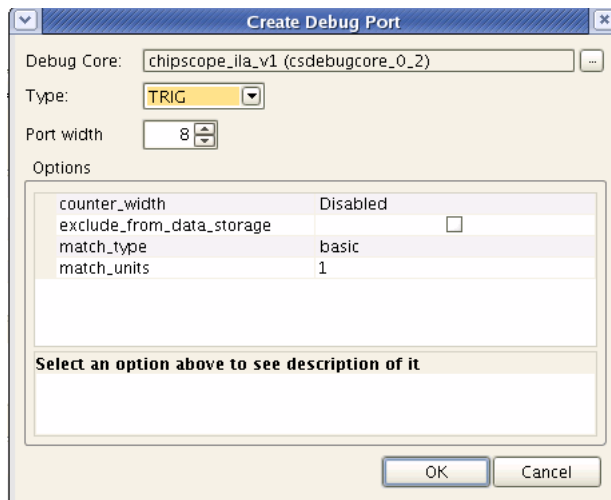 Create Debug Port
Debug Core: chipscope_ila_v1 (csdebugcore_0_2) ...
Type: TRIG
Port width 8
Options
counter_width Disabled
exclude_from_data_storage
match_type basic
match_units 1
Select an option above to see description of it
OK Cancel